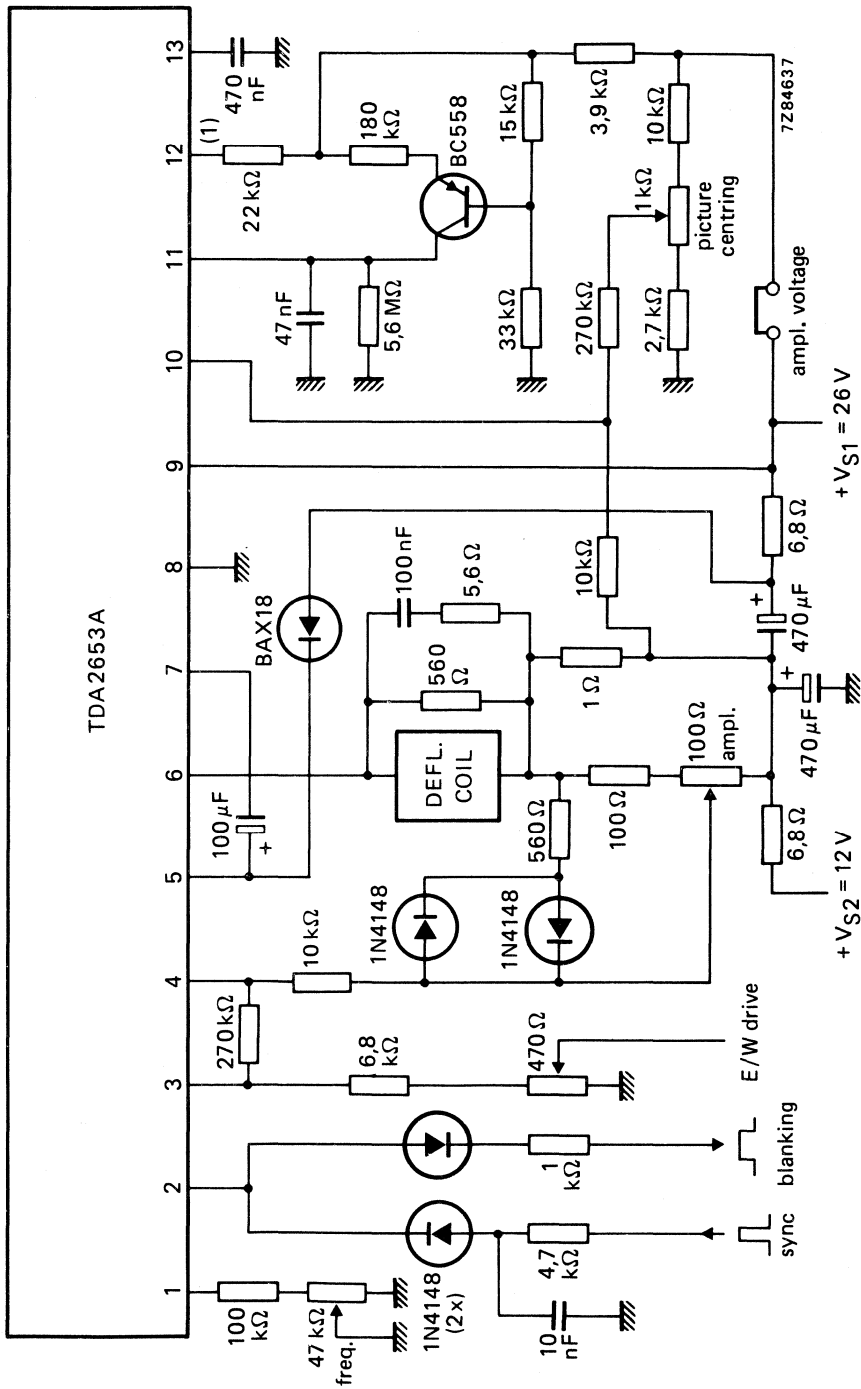 TDA2653A
1
2
3
4
5
6
7
8
9
10
11
12
13
(1)
100
kΩ
47 kΩ
freq.
1N4148
(2x)
10
nF
4,7
kΩ
sync
1
kΩ
blanking
270 kΩ
6,8
kΩ
470 Ω
E/W drive
10 kΩ
1N4148
1N4148
560 Ω
100 µF
+
DEFL.
COIL
560
Ω
100 nF
5,6 Ω
BAX18
1 Ω
100 Ω
100 Ω
ampl.
6,8 Ω
+VS2 = 12 V
470 µF
+
470 µF
+
6,8 Ω
+VS1 = 26 V
10 kΩ
47 nF
5,6 MΩ
22 kΩ
180
kΩ
BC558
470
nF
33 kΩ
15 kΩ
270 kΩ
3,9 kΩ
2,7 kΩ
1 kΩ
picture
centring
10 kΩ
ampl. voltage
7Z84637